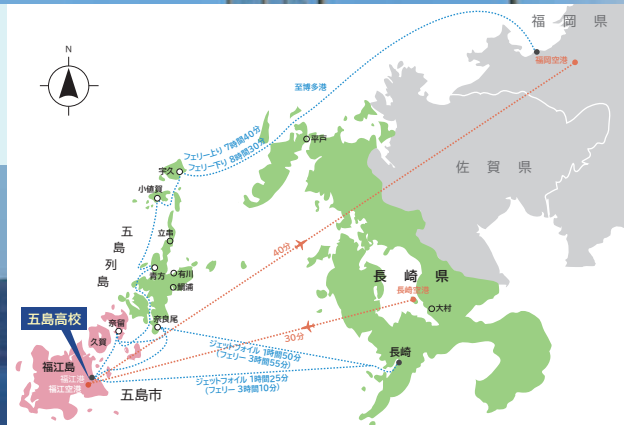 福岡県
福岡空港
N
至博多港
平戸
フェリー上り 7時間40分
フェリー下り 8時間30分
佐賀県
宇久
小値賀
立串
五島列島
40分
青方
有川
鯛浦
長崎県
長崎空港
大村
奈良尾
奈留
五島高校
30分
久賀
ジェットフォイル 1時間50分
(フェリー 3時間55分)
長崎
福江島
福江港
福江空港
ジェットフォイル 1時間25分
(フェリー 3時間10分)
五島市